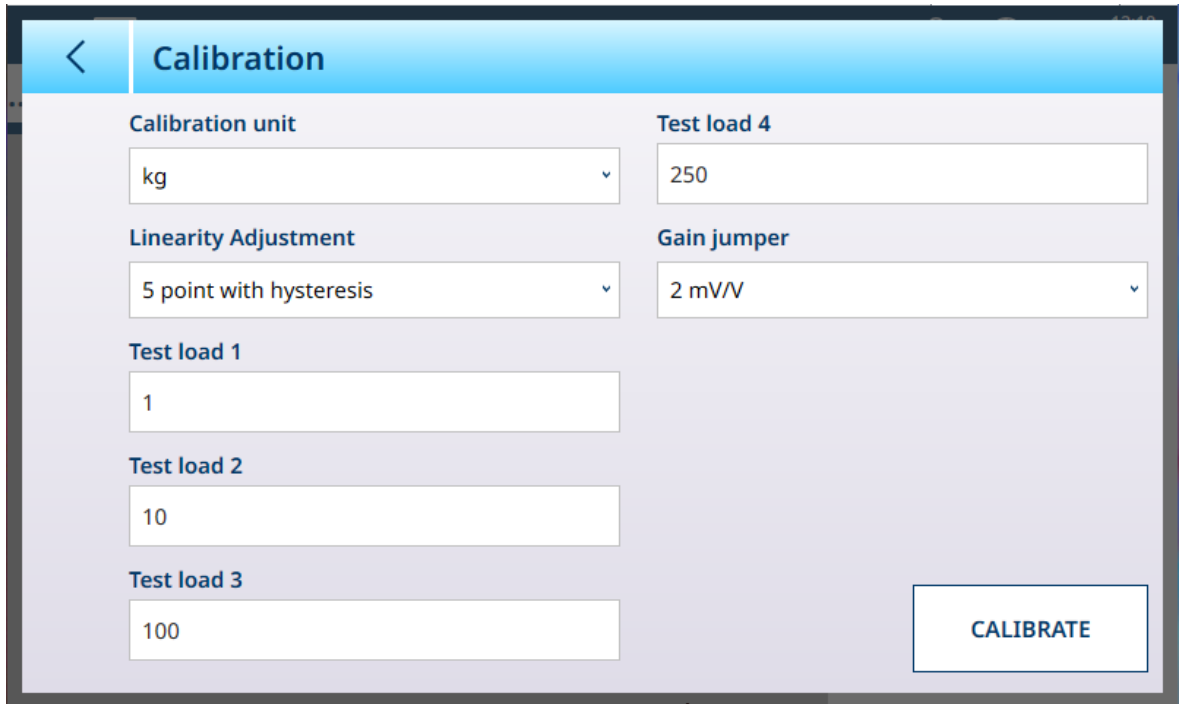 Calibration
Calibration unit
kg
Linearity Adjustment
5 point with hysteresis
Test load 1
1
Test load 2
10
Test load 3
100
Test load 4
250
Gain jumper
2 mV/V
CALIBRATE